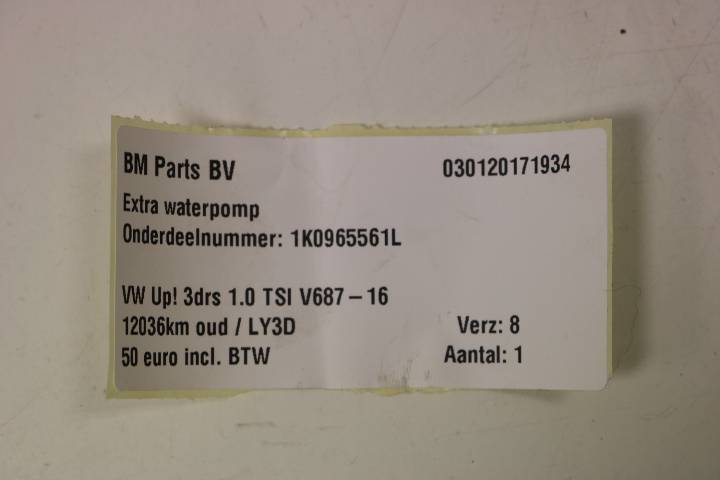 BM Parts BV 030120171934
Extra waterpomp
Onderdeelnummer: 1K0965561L
VW Up! 3drs 1.0 TSI V687-16
12036km oud / LY3D Verz: 8
50 euro incl. BTW Aantal: 1